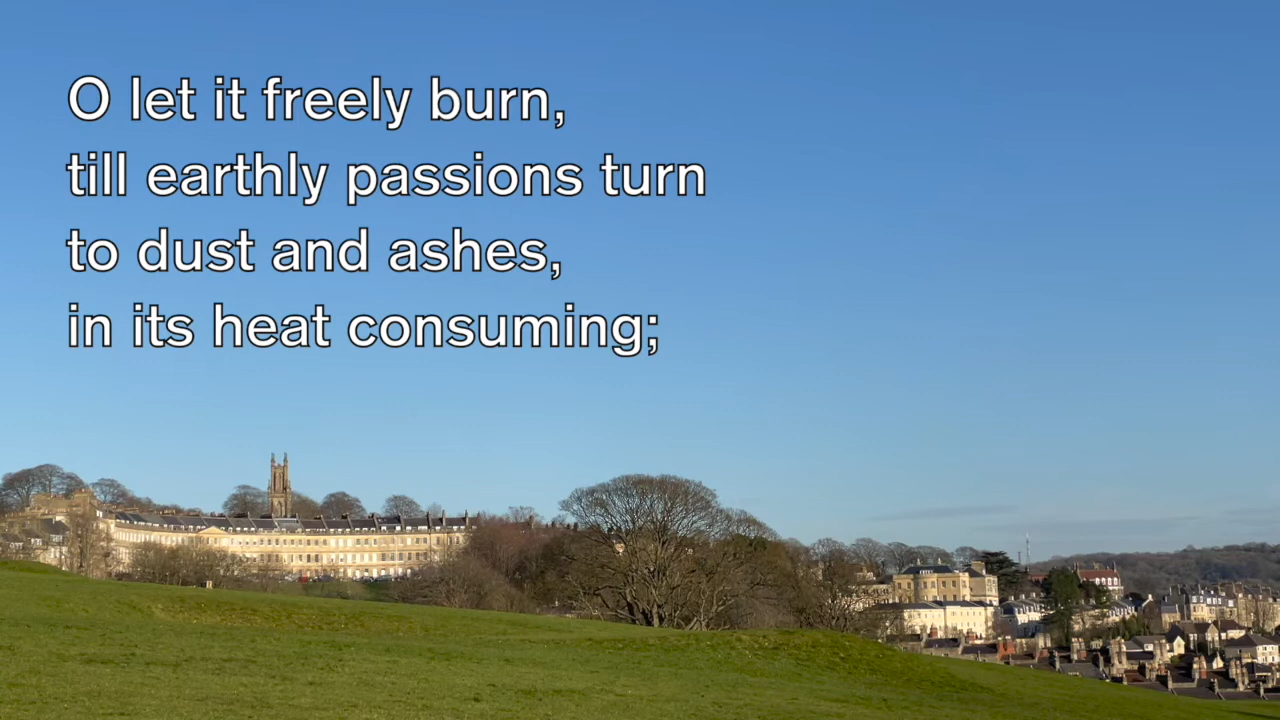 O let it freely burn,
till earthly passions turn
to dust and ashes,
in its heat consuming;